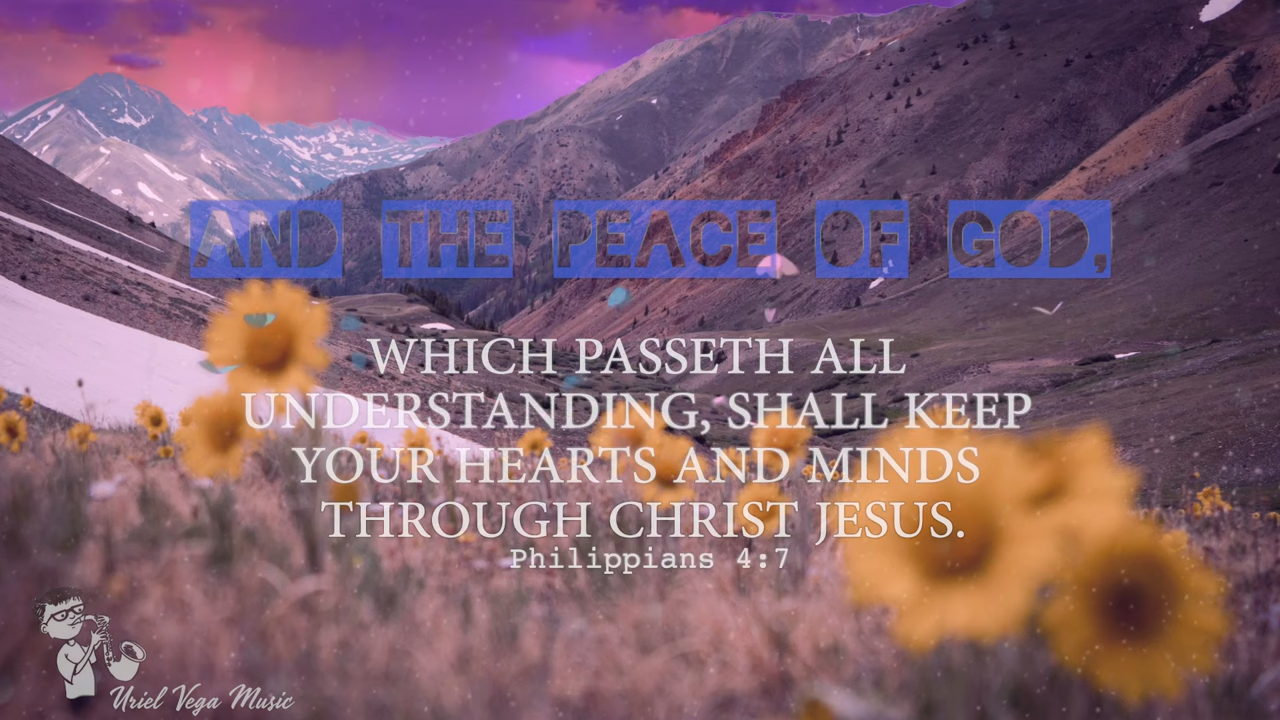 AND THE PEACE OF GOD,
WHICH PASSETH ALL
UNDERSTANDING, SHALL KEEP
YOUR HEARTS AND MINDS
THROUGH CHRIST JESUS.
Philippians 4:7
Uriel Vega Music